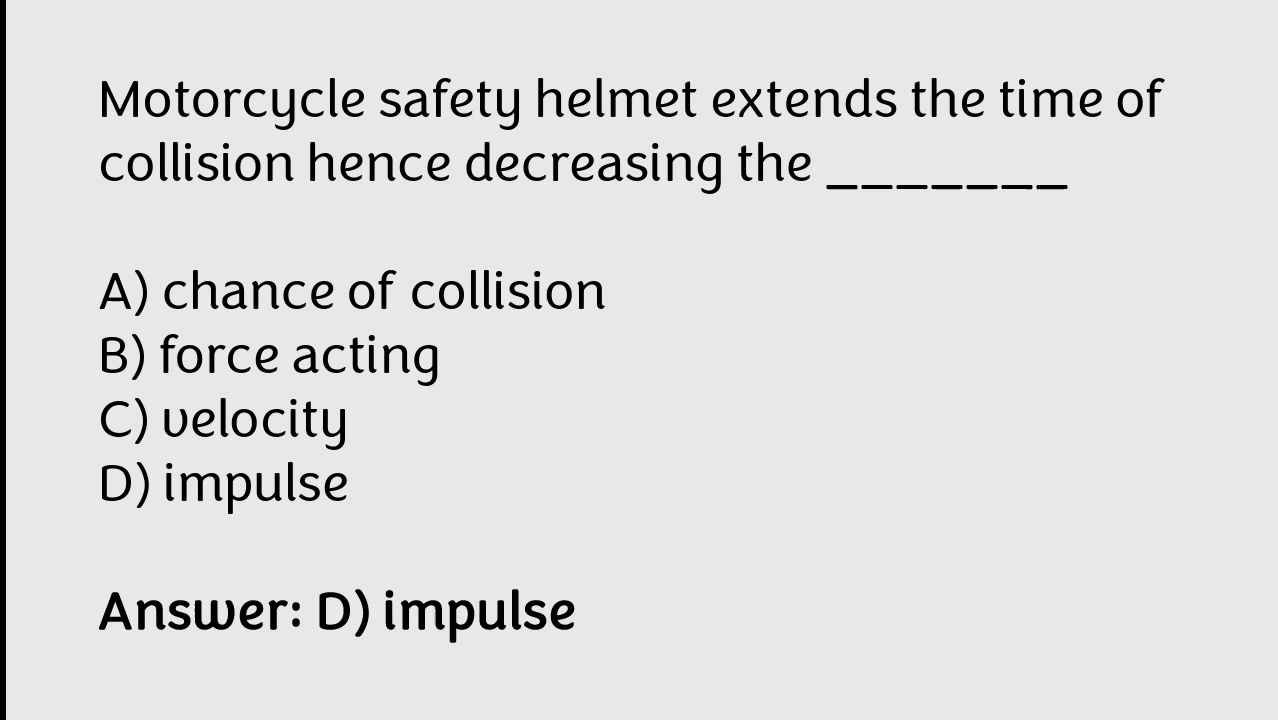 Motorcycle safety helmet extends the time of
collision hence decreasing the _______
A) chance of collision
B) force acting
C) velocity
D) impulse
Answer: D) impulse